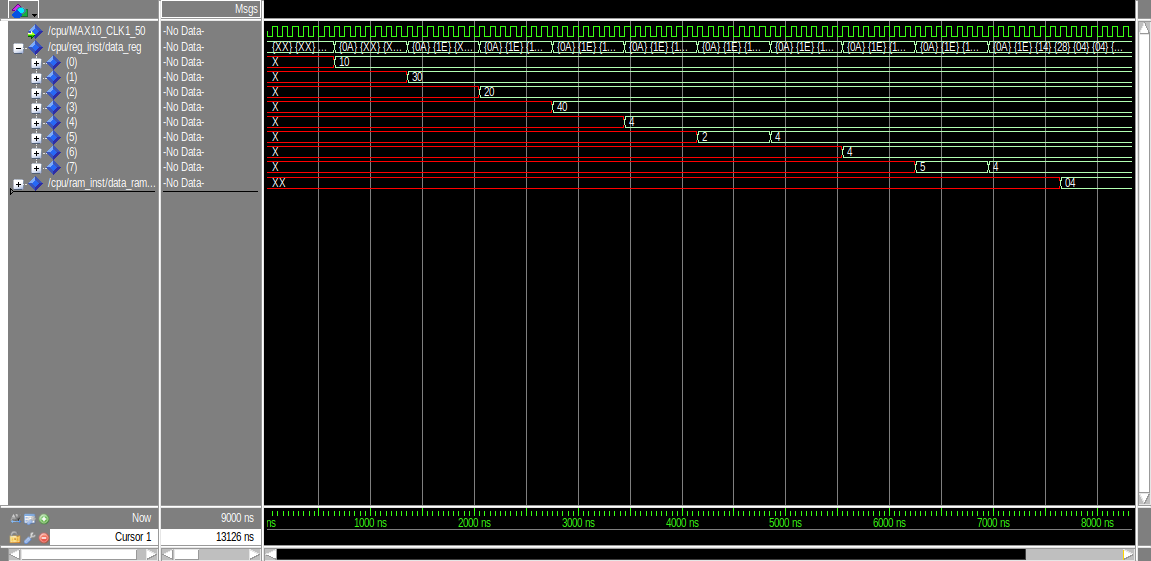 Msgs
/cpu/MAX10_CLK1_50 -No Data-
/cpu/reg_inst/data_reg -No Data- {XX} {XX} ... {0A} {XX} {X... {0A} {1E} {X... {0A} {1E} {1... {0A} {1E} {1... {0A} {1E} {1... {0A} {1E} {1... {0A} {1E} {1... {0A} {1E} {1... {0A} {1E} {1... {0A} {1E} {14} {28} {04} {04} {...
(0) -No Data- X 10
(1) -No Data- X 30
(2) -No Data- X 20
(3) -No Data- X 40
(4) -No Data- X 4
(5) -No Data- X 2 4
(6) -No Data- X 4
(7) -No Data- X 5 4
/cpu/ram_inst/data_ram... -No Data- XX 04
Now 9000 ns ns 1000 ns 2000 ns 3000 ns 4000 ns 5000 ns 6000 ns 7000 ns 8000 ns
Cursor 1 13126 ns